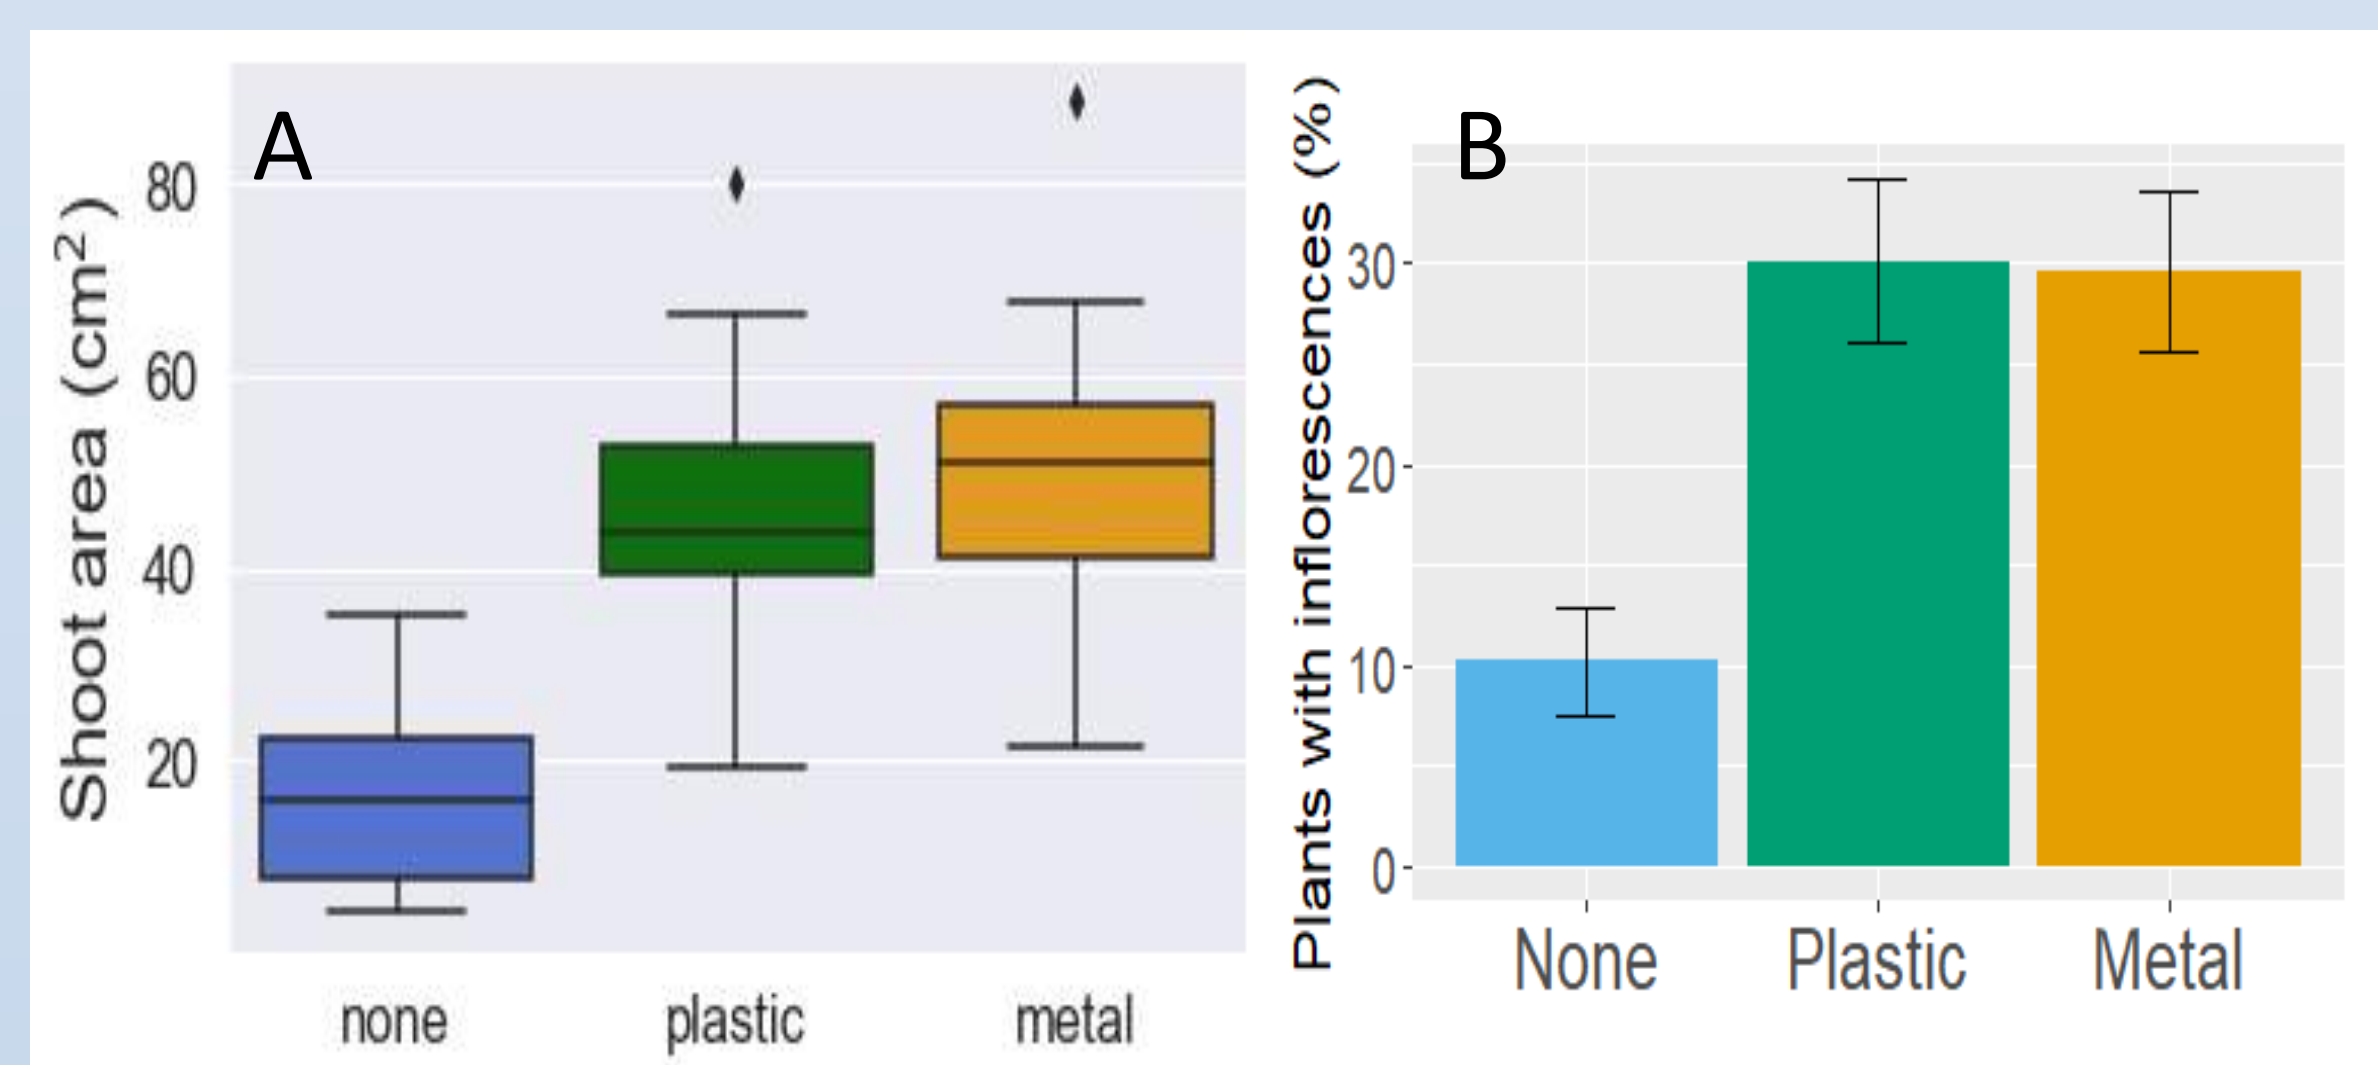 A
Shoot area (cm²)
80
60
40
20
none plastic metal
B
Plants with inflorescences (%)
30
20
10
0
None Plastic Metal